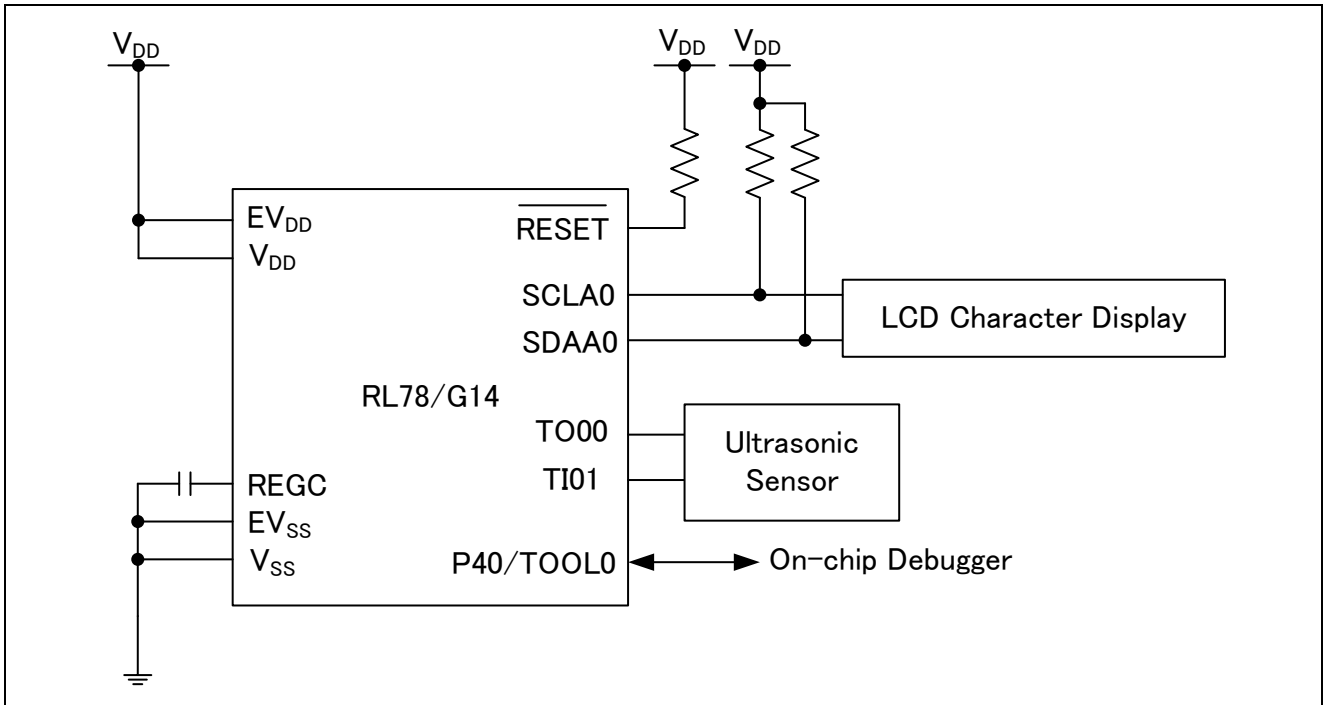 VDD
VDD
VDD
EVDD
VDD
RESET
SCLA0
SDAA0
LCD Character Display
RL78/G14
TO00
TI01
Ultrasonic
Sensor
REGC
EVSS
VSS
P40/TOOL0
On-chip Debugger